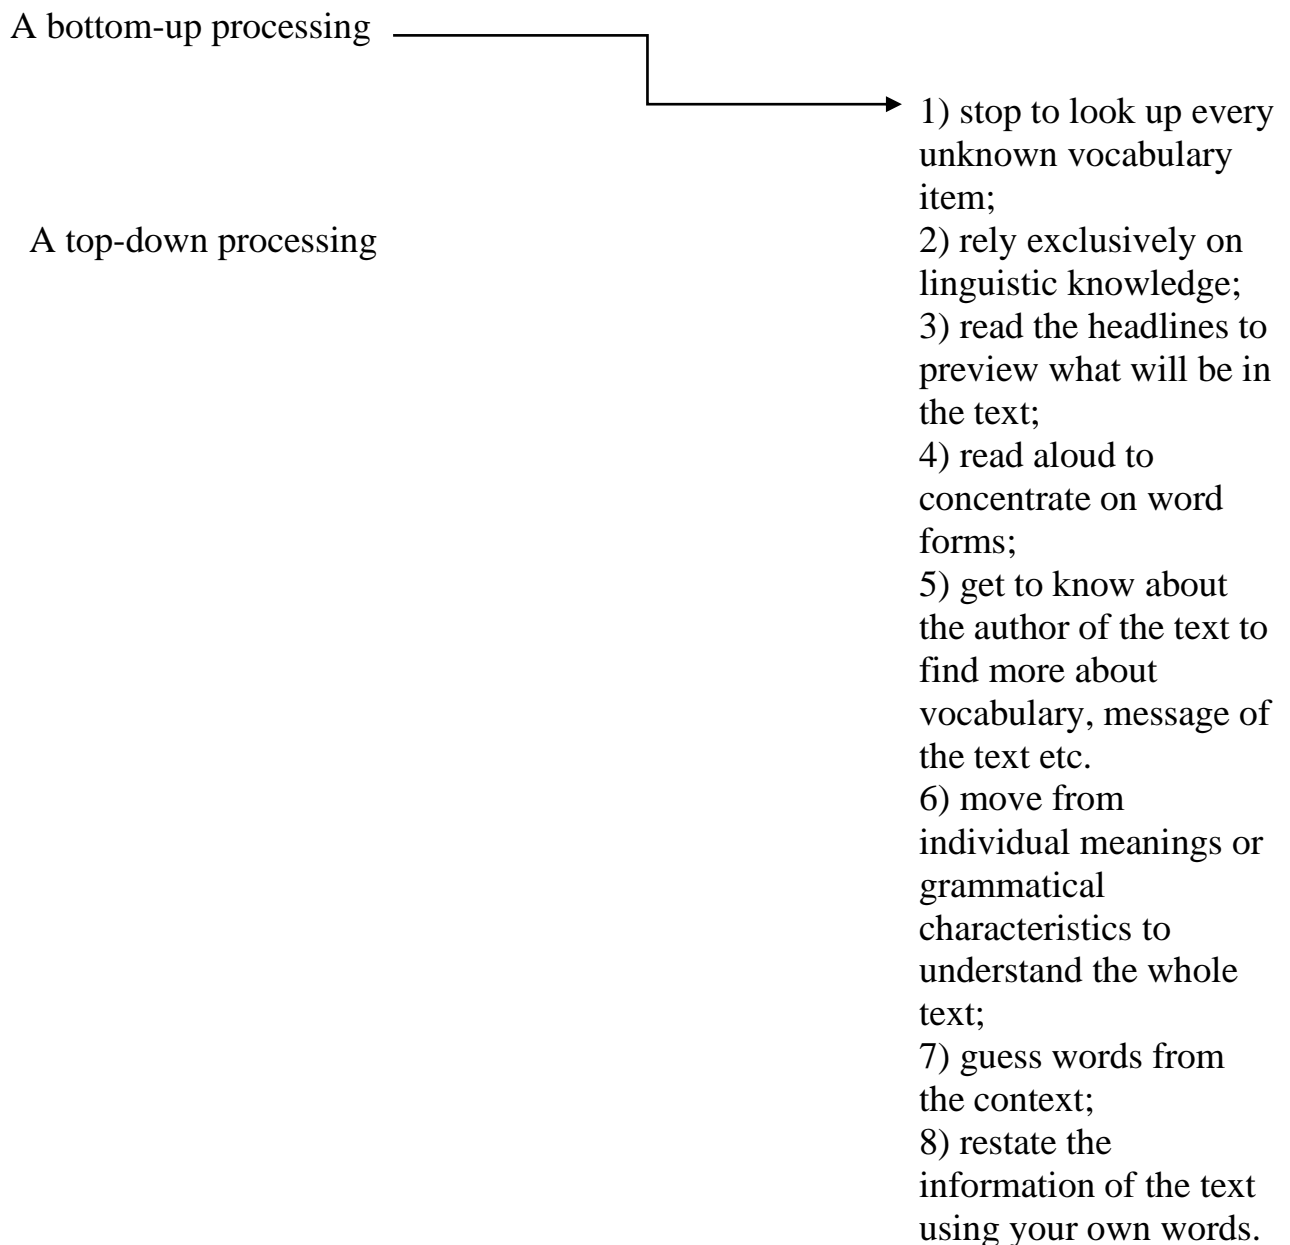 A bottom-up processing
1) stop to look up every
unknown vocabulary
item;
A top-down processing
2) rely exclusively on
linguistic knowledge;
3) read the headlines to
preview what will be in
the text;
4) read aloud to
concentrate on word
forms;
5) get to know about
the author of the text to
find more about
vocabulary, message of
the text etc.
6) move from
individual meanings or
grammatical
characteristics to
understand the whole
text;
7) guess words from
the context;
8) restate the
information of the text
using your own words.